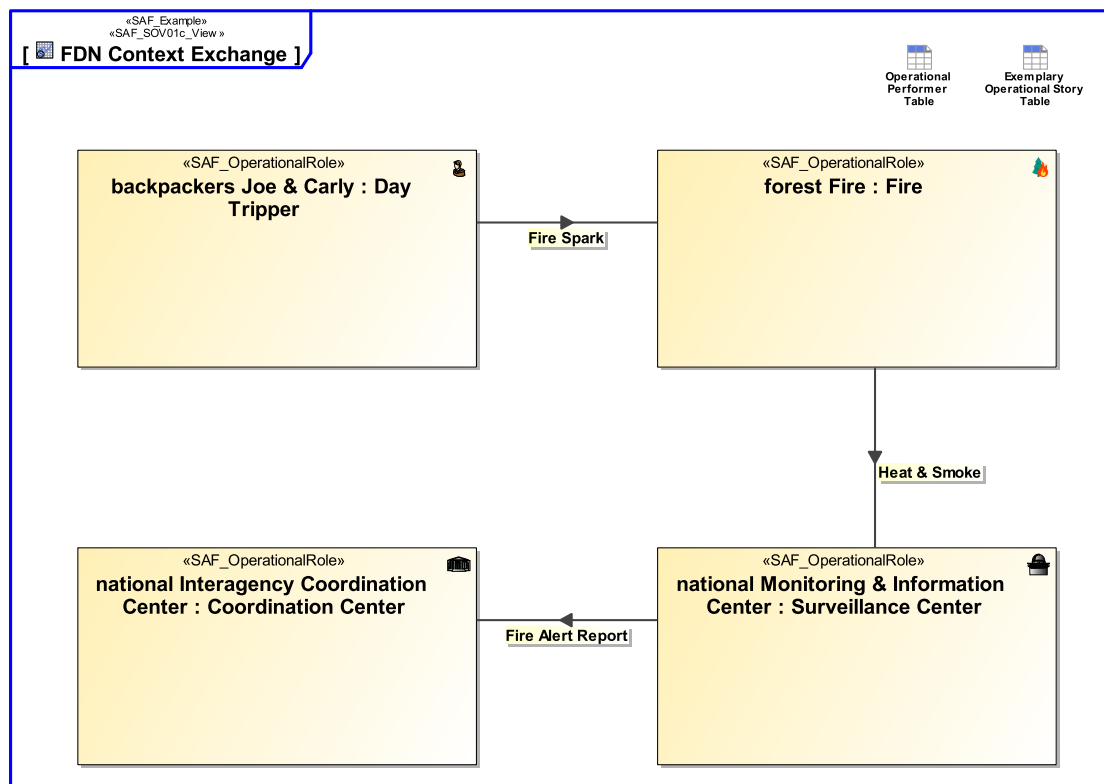 «SAF_Example»
«SAF_SOV01c_View »
[ FDN Context Exchange ]
Operational
Performer
Table
Exemplary
Operational Story
Table
«SAF_OperationalRole»
backpackers Joe & Carly : Day
Tripper
«SAF_OperationalRole»
forest Fire : Fire
Fire Spark
Heat & Smoke
«SAF_OperationalRole»
national Interagency Coordination
Center : Coordination Center
«SAF_OperationalRole»
national Monitoring & Information
Center : Surveillance Center
Fire Alert Report